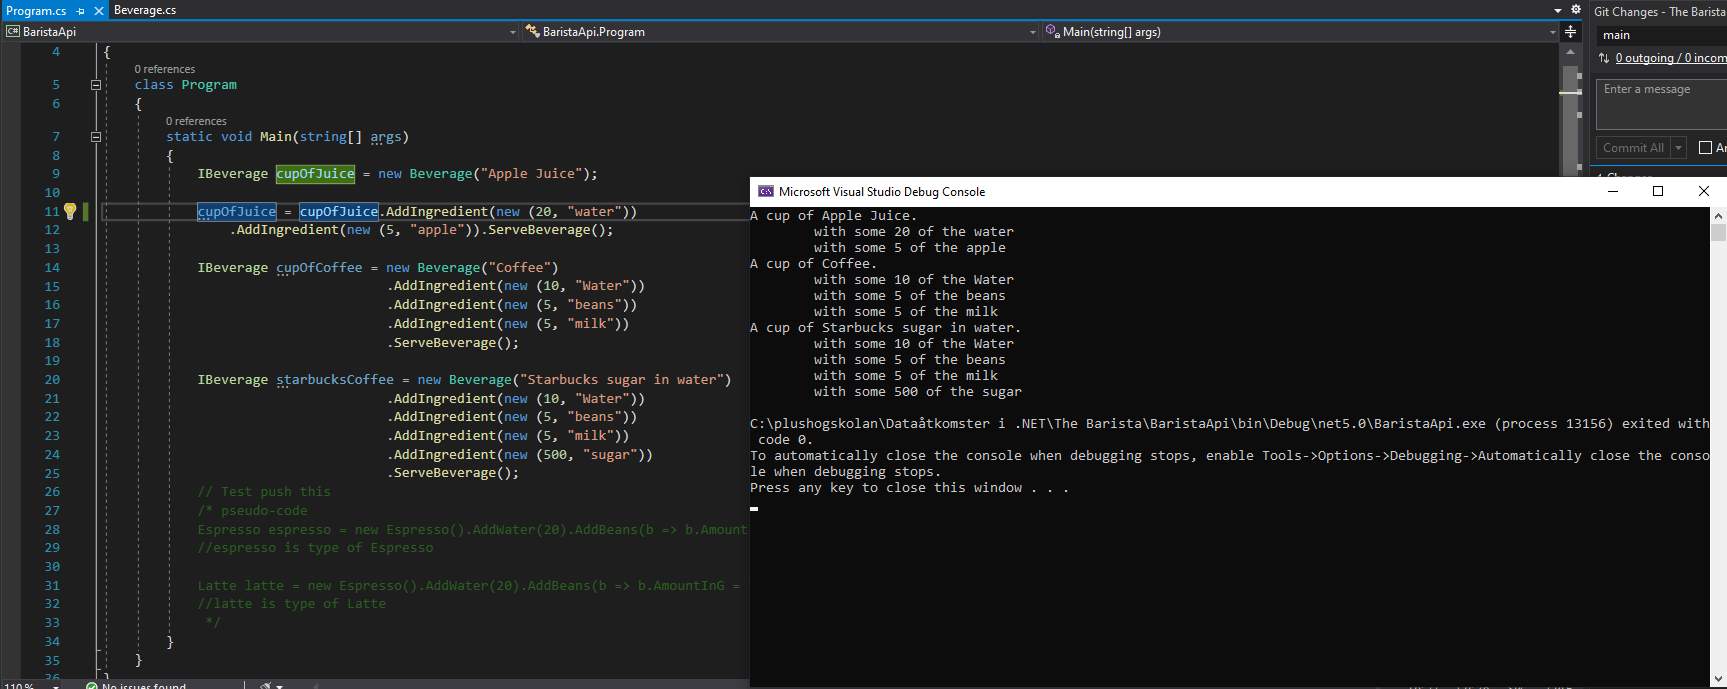 Program.cs
Beverage.cs
BaristaApi
BaristaApi.Program
Main(string[] args)
4 {
0 references
5 class Program
6 {
0 references
7 static void Main(string[] args)
8 {
9 IBeverage cupOfJuice = new Beverage("Apple Juice");
10
11 cupOfJuice = cupOfJuice.AddIngredient(new (20, "water"))
12 .AddIngredient(new (5, "apple")).ServeBeverage();
13
14 IBeverage cupOfCoffee = new Beverage("Coffee")
15 .AddIngredient(new (10, "Water"))
16 .AddIngredient(new (5, "beans"))
17 .AddIngredient(new (5, "milk"))
18 .ServeBeverage();
19
20 IBeverage starbucksCoffee = new Beverage("Starbucks sugar in water")
21 .AddIngredient(new (10, "Water"))
22 .AddIngredient(new (5, "beans"))
23 .AddIngredient(new (5, "milk"))
24 .AddIngredient(new (500, "sugar"))
25 .ServeBeverage();
26 // Test push this
27 /* pseudo-code
28 Espresso espresso = new Espresso().AddWater(20).AddBeans(b => b.Amount
29 //espresso is type of Espresso
30
31 Latte latte = new Espresso().AddWater(20).AddBeans(b => b.AmountInG =
32 //latte is type of Latte
33 */
34 }
35 }
36 }
110 %
No issues found
Git Changes - The Barista
main
0 outgoing / 0 incom
Enter a message
Commit All
Am
Microsoft Visual Studio Debug Console
A cup of Apple Juice.
with some 20 of the water
with some 5 of the apple
A cup of Coffee.
with some 10 of the Water
with some 5 of the beans
with some 5 of the milk
A cup of Starbucks sugar in water.
with some 10 of the Water
with some 5 of the beans
with some 5 of the milk
with some 500 of the sugar
C:\plushogskolan\Dataåtkomster i .NET\The Barista\BaristaApi\bin\Debug\net5.0\BaristaApi.exe (process 13156) exited with
code 0.
To automatically close the console when debugging stops, enable Tools->Options->Debugging->Automatically close the conso
le when debugging stops.
Press any key to close this window . . .